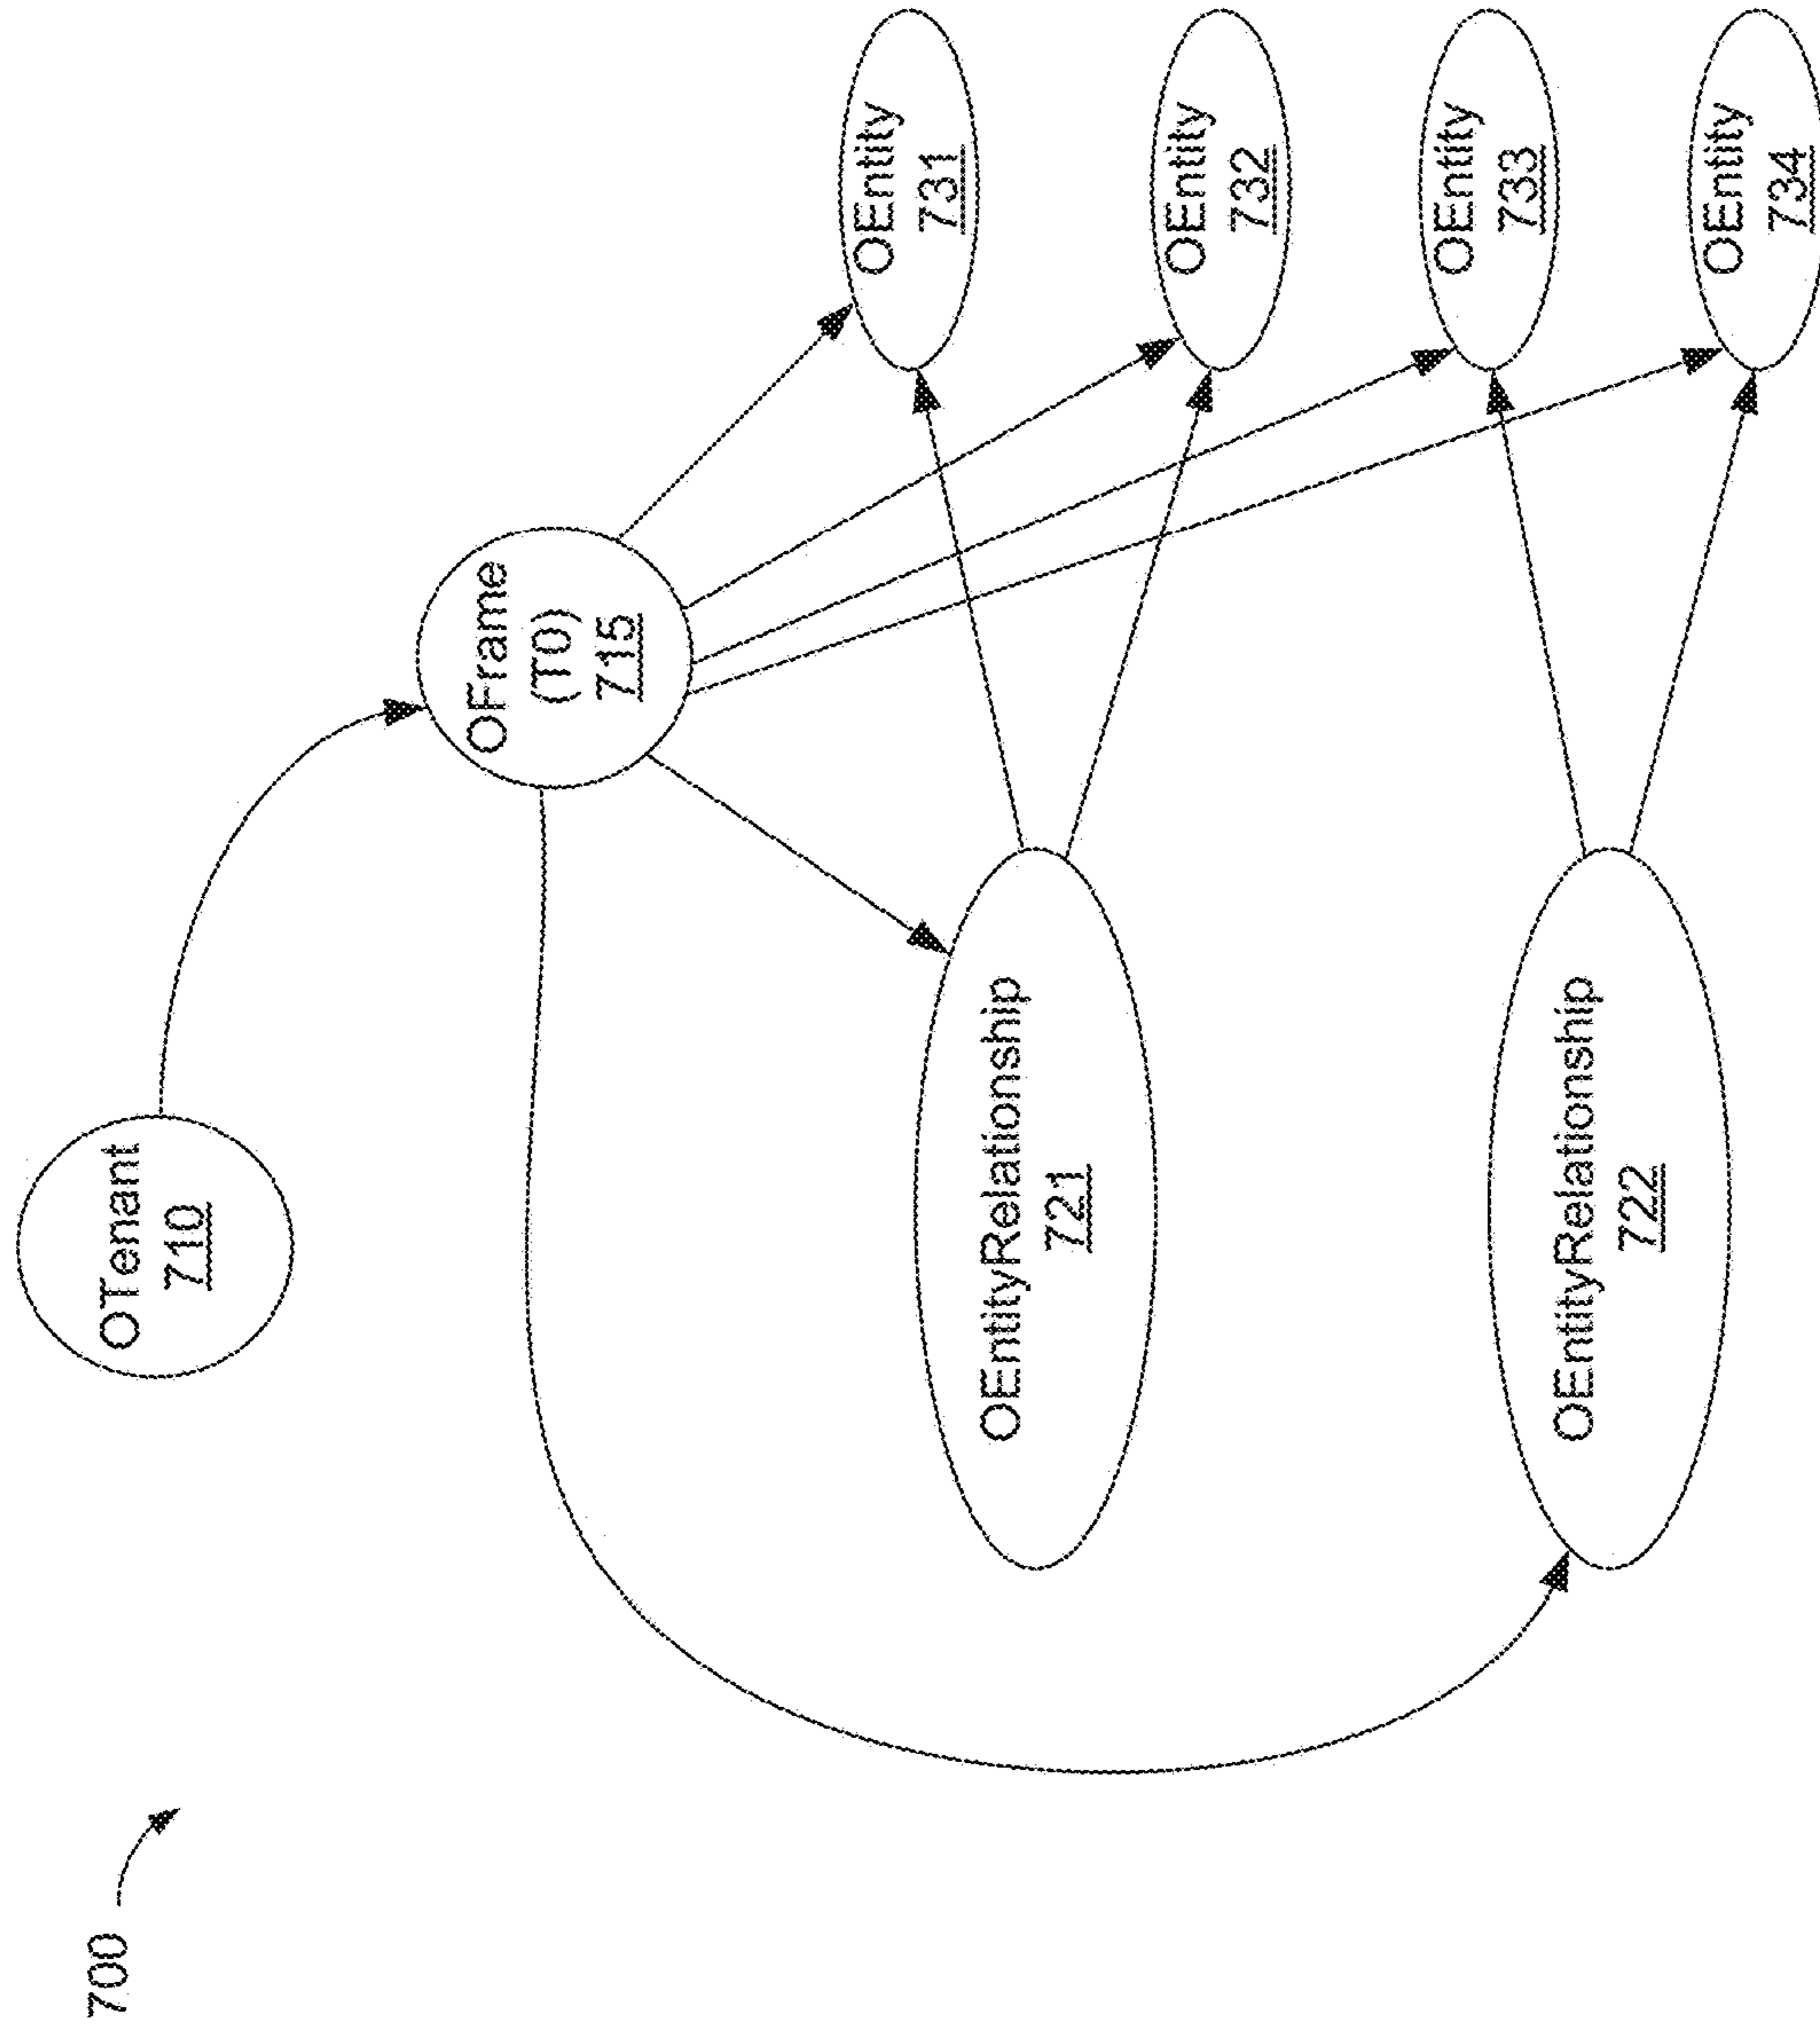 700
OTenant
710
OFrame
(T0)
715
OEntityRelationship
721
OEntityRelationship
722
OEntity
731
OEntity
732
OEntity
733
OEntity
734